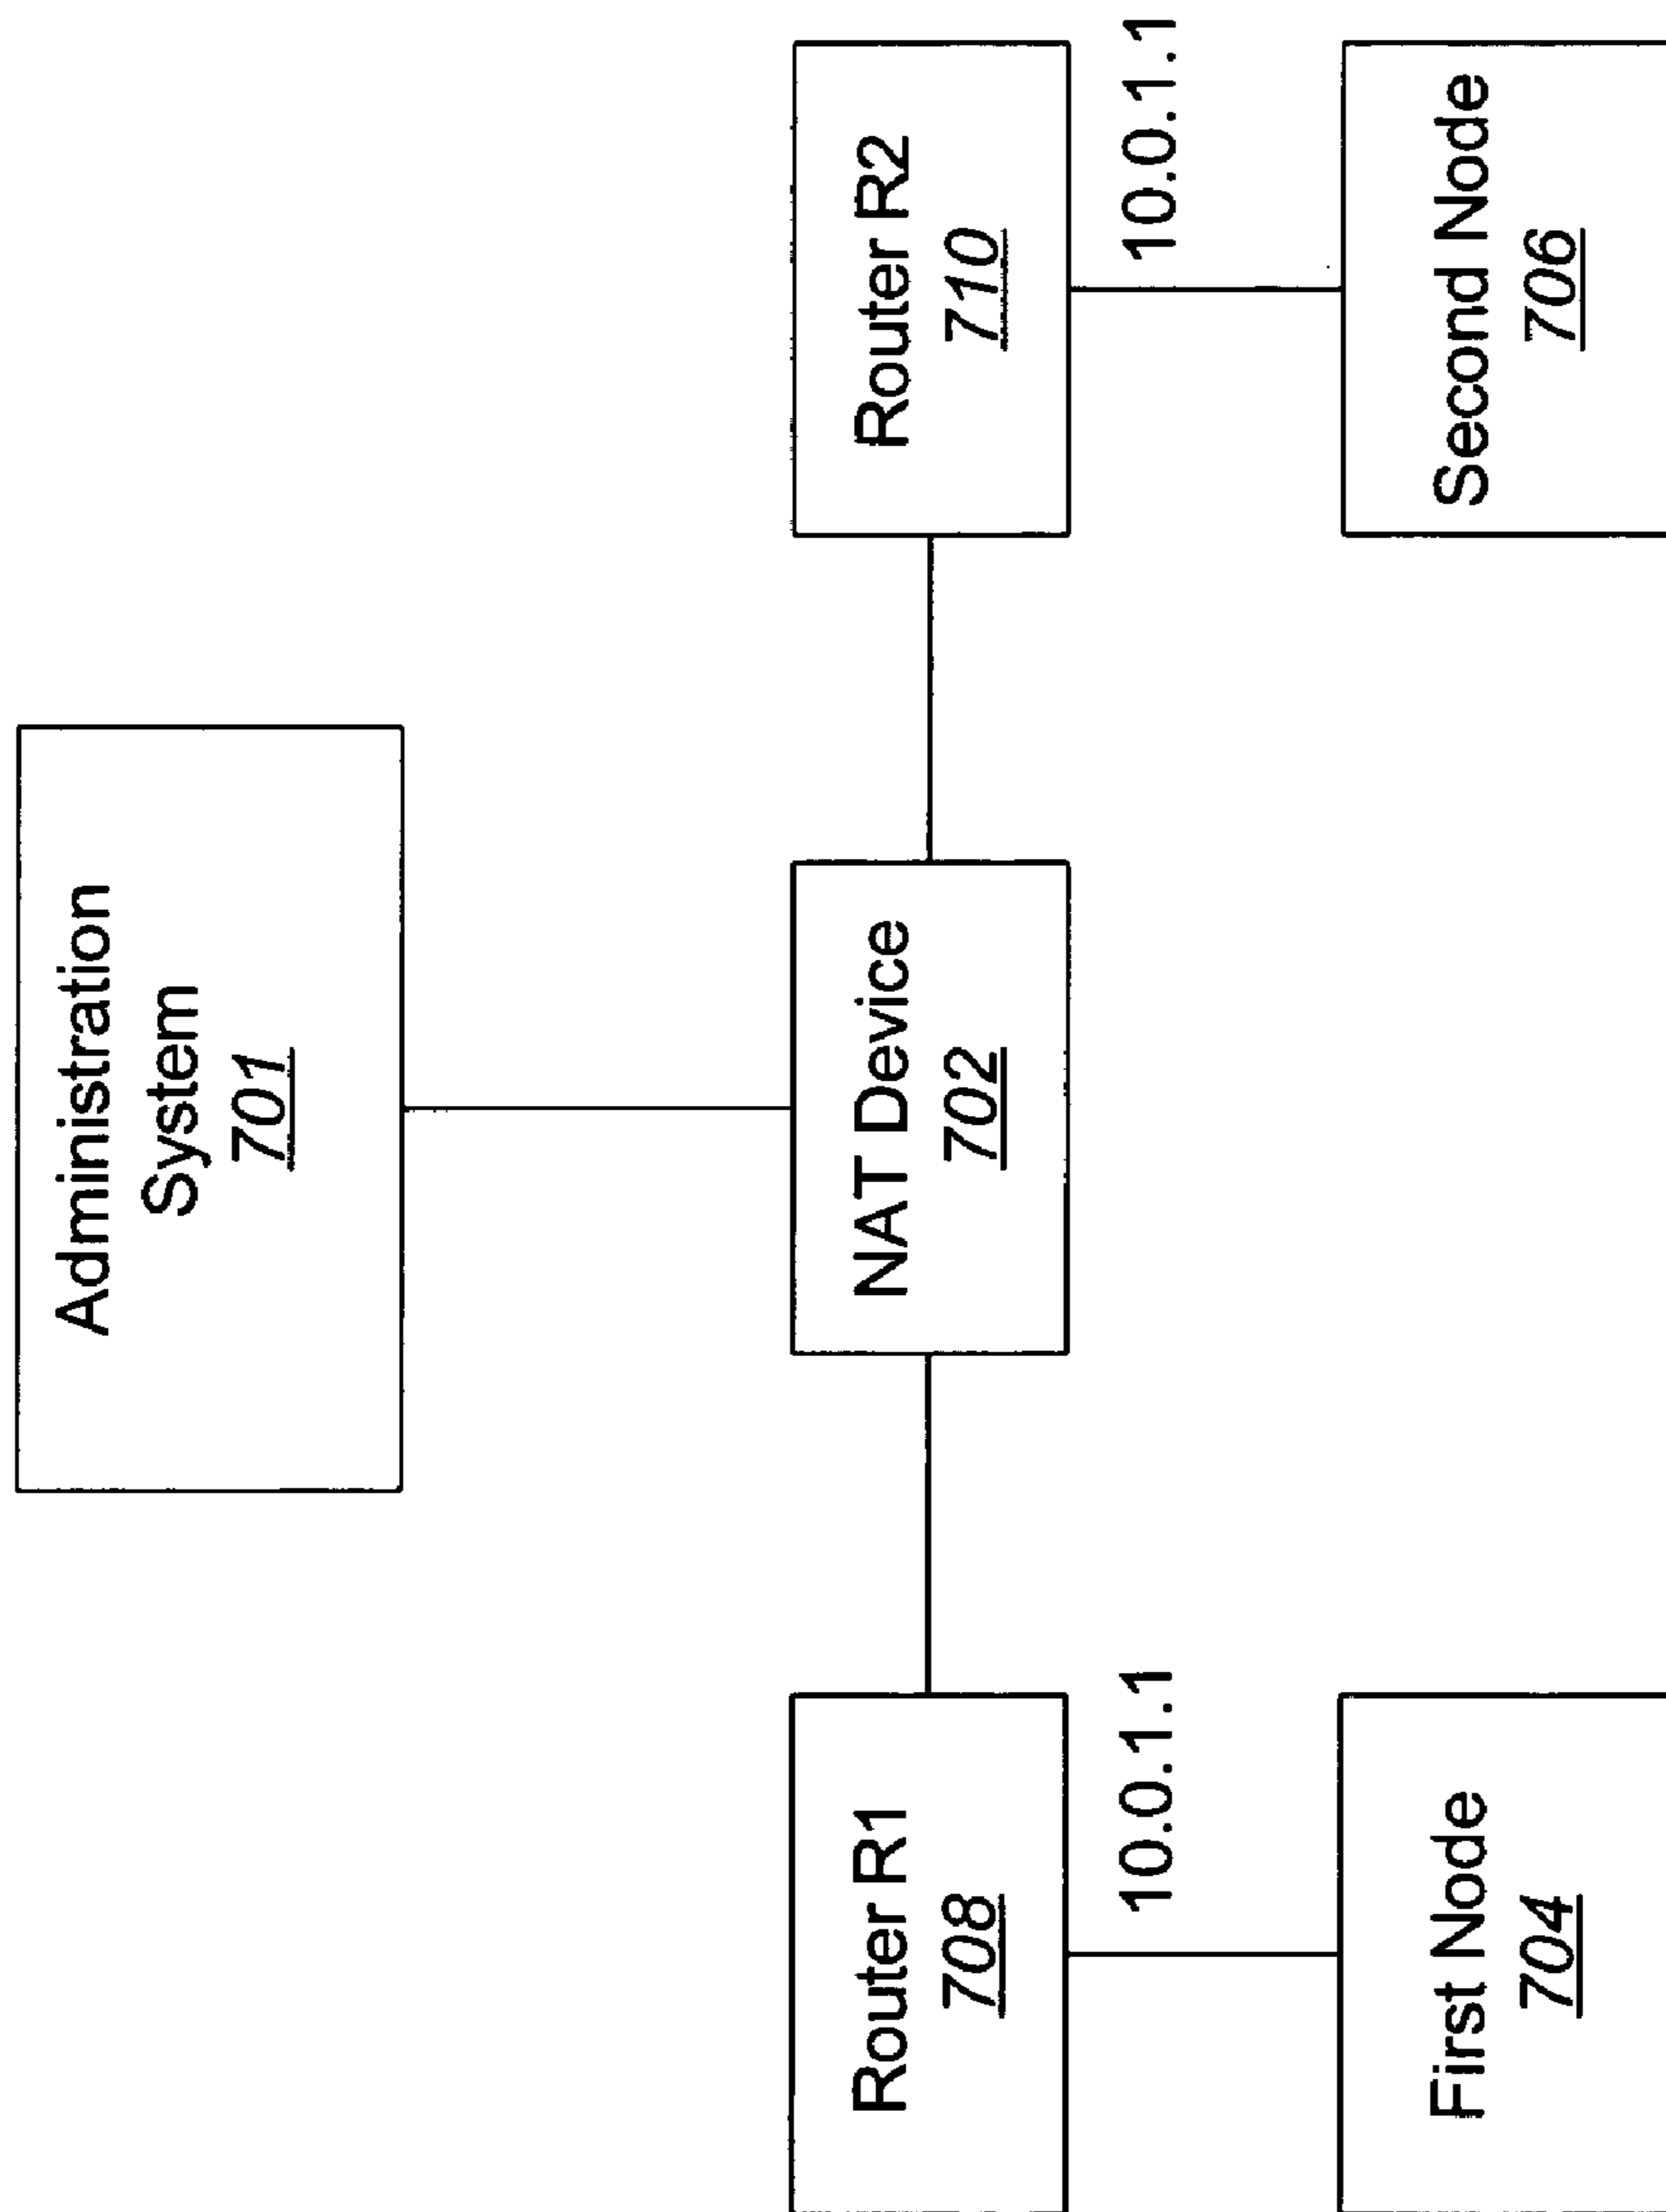 Administration
System
701
Router R1
708
NAT Device
702
Router R2
710
10.0.1.1
10.0.1.1
First Node
704
Second Node
706